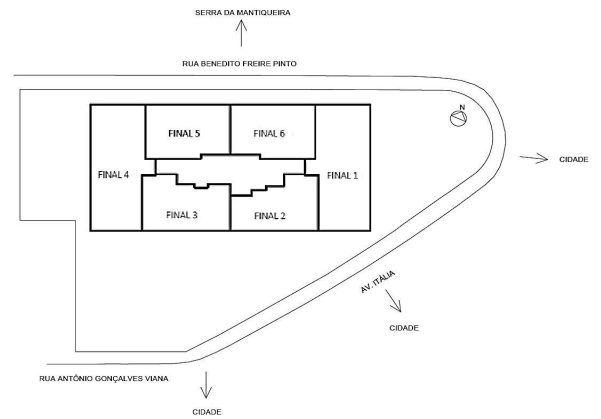 SERRA DA MANTIQUEIRA
RUA BENEDITO FREIRE PINTO
N
FINAL 5
FINAL 6
CIDADE
FINAL 4
FINAL 1
FINAL 3
FINAL 2
AV. ITÁLIA
CIDADE
RUA ANTÔNIO GONÇALVES VIANA
CIDADE